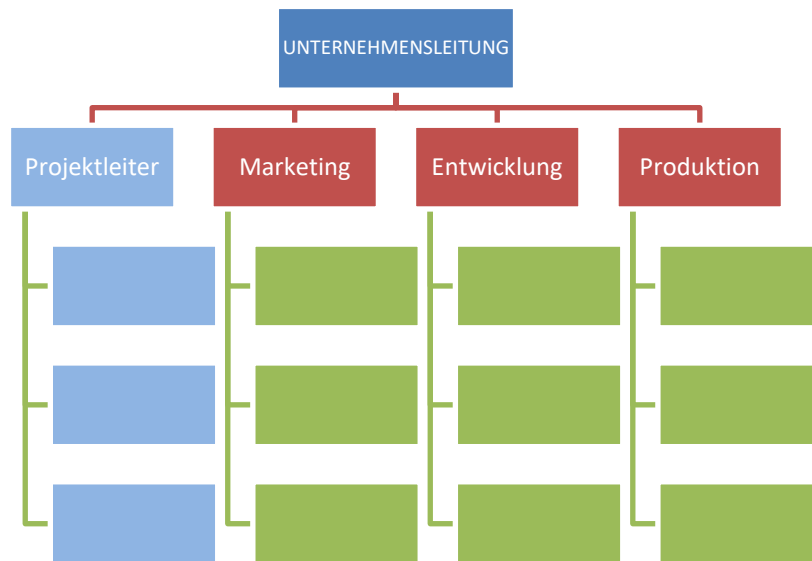 UNTERNEHMENSLEITUNG
Projektleiter
Marketing
Entwicklung
Produktion